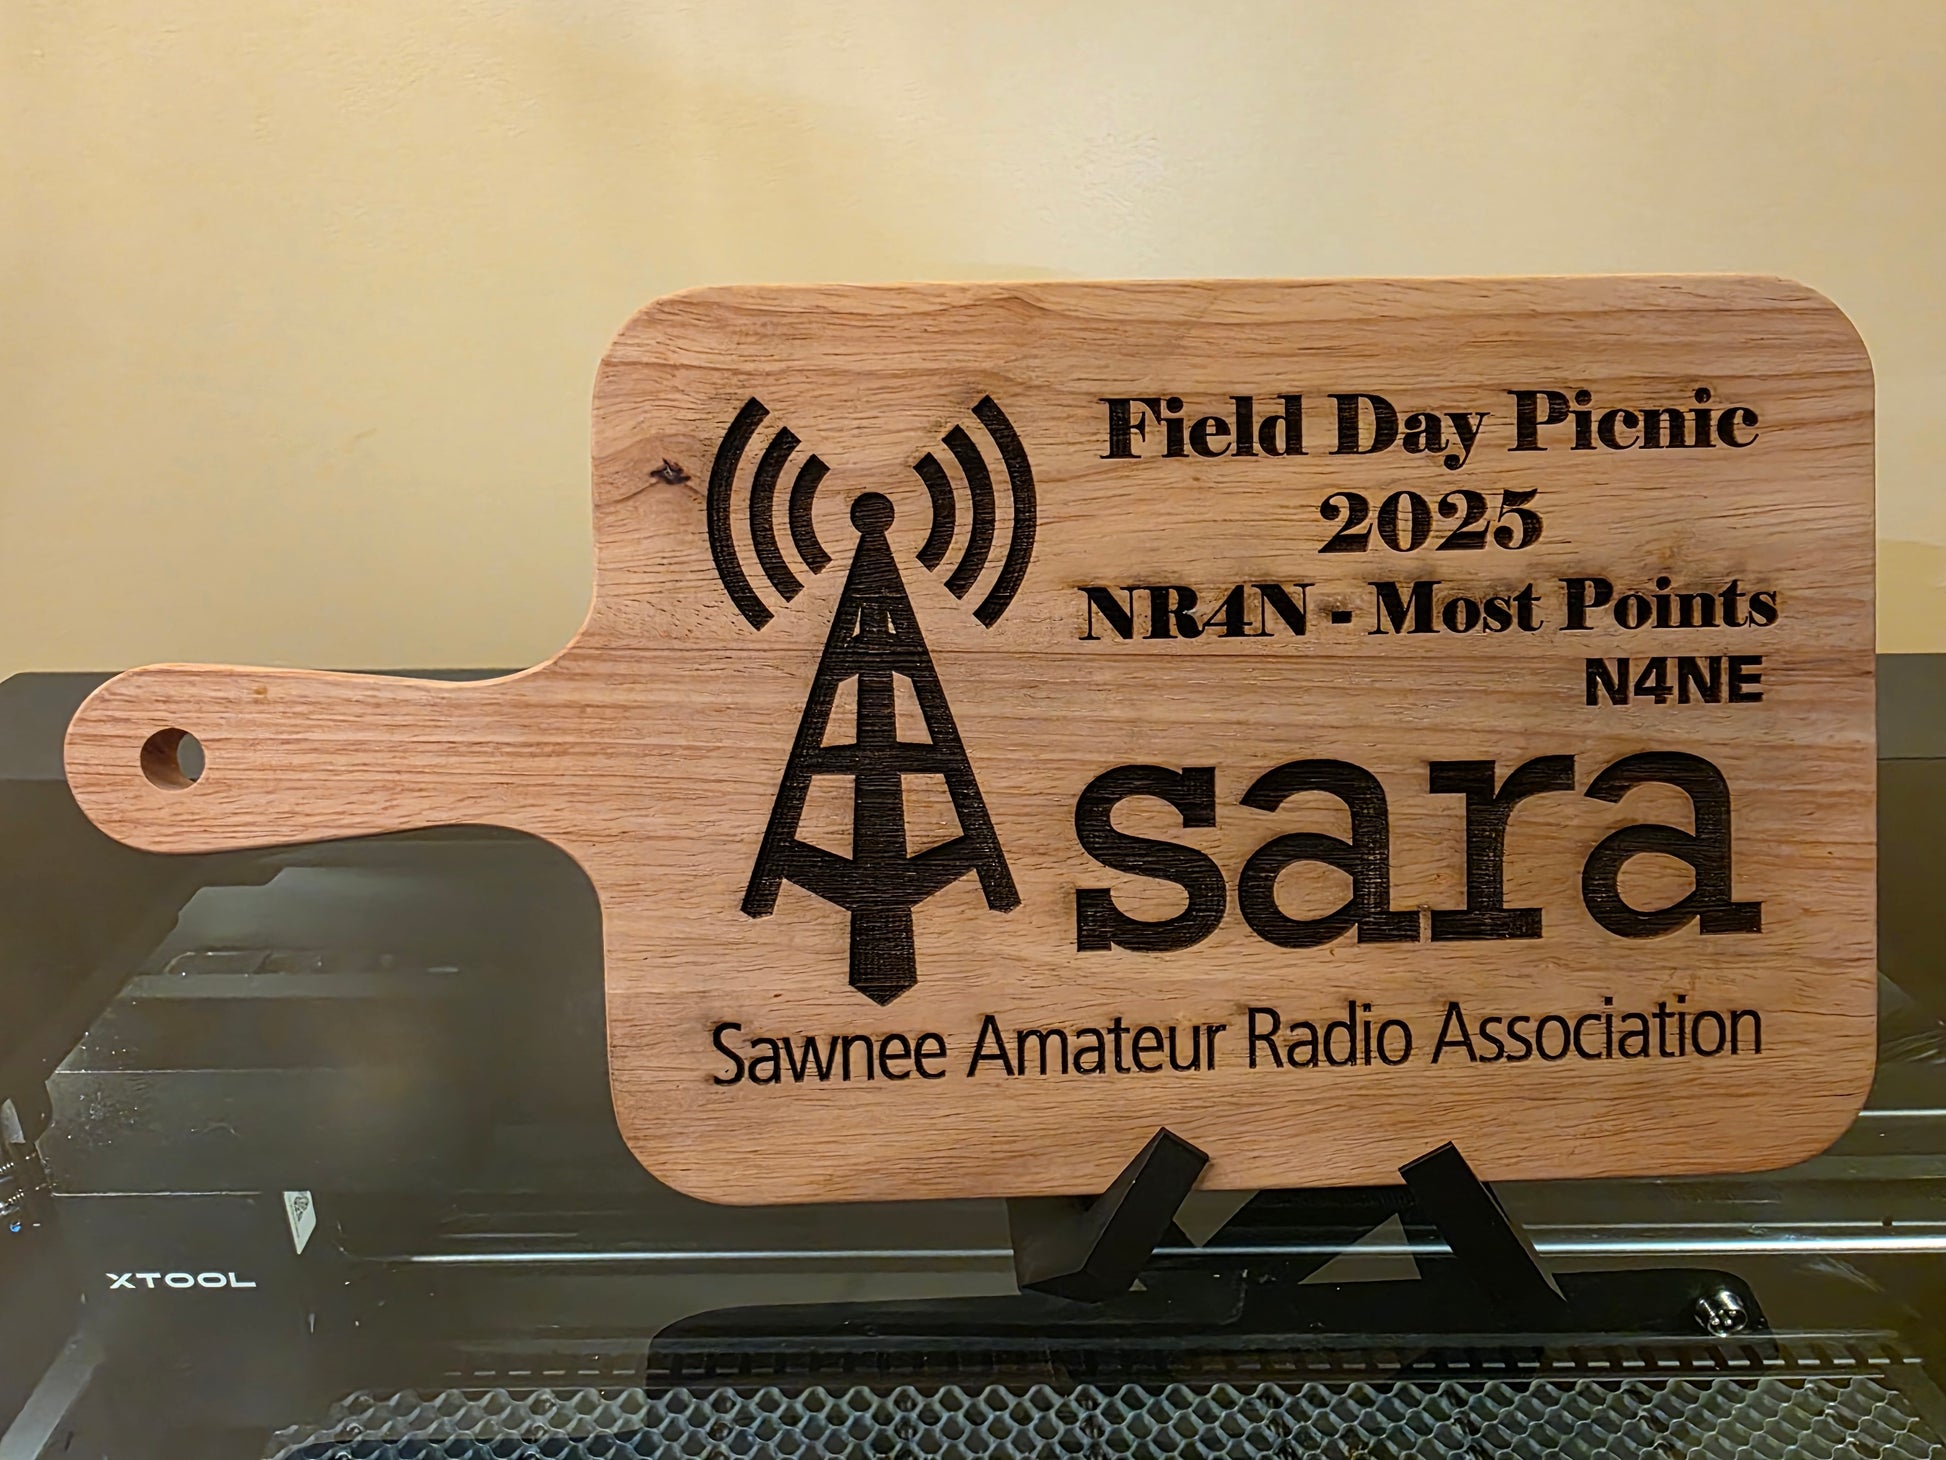 Field Day Picnic
2025
NR4N - Most Points
N4NE
sara
Sawnee Amateur Radio Association
XTOOL